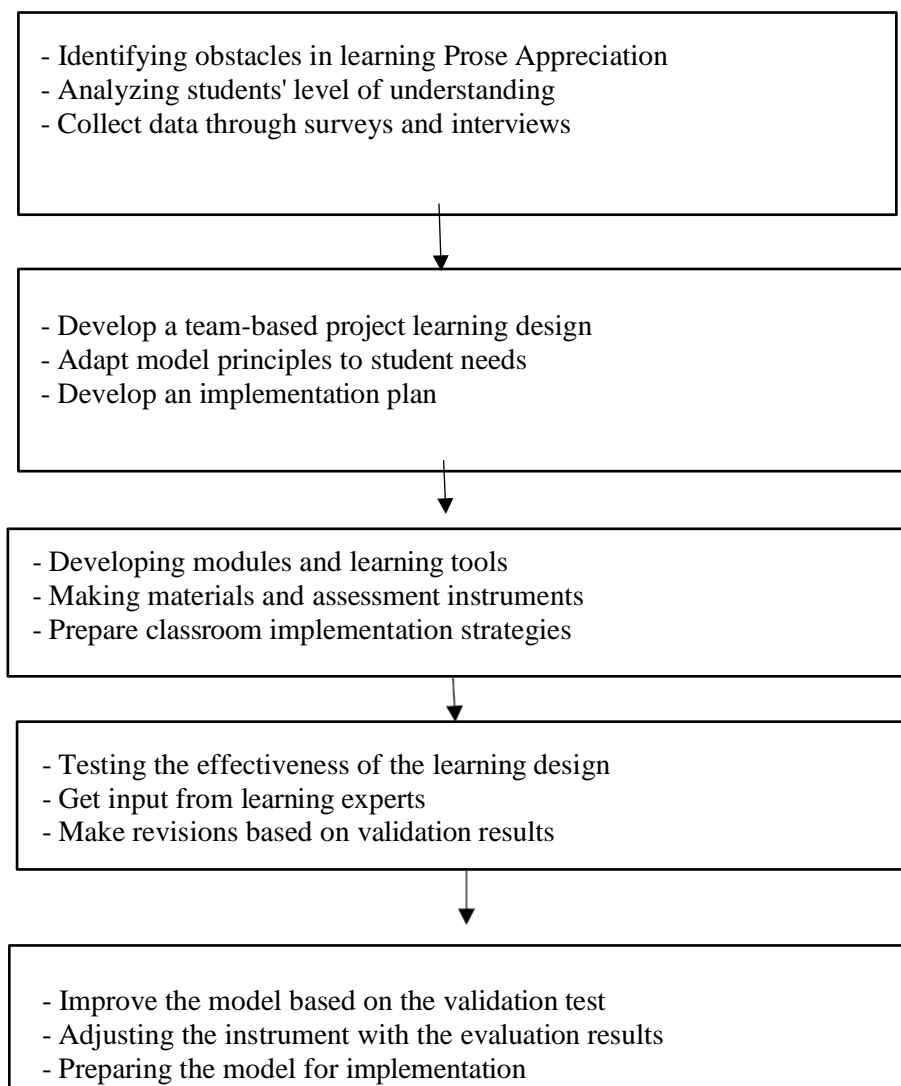 - Identifying obstacles in learning Prose Appreciation
- Analyzing students' level of understanding
- Collect data through surveys and interviews
- Develop a team-based project learning design
- Adapt model principles to student needs
- Develop an implementation plan
- Developing modules and learning tools
- Making materials and assessment instruments
- Prepare classroom implementation strategies
- Testing the effectiveness of the learning design
- Get input from learning experts
- Make revisions based on validation results
- Improve the model based on the validation test
- Adjusting the instrument with the evaluation results
- Preparing the model for implementation